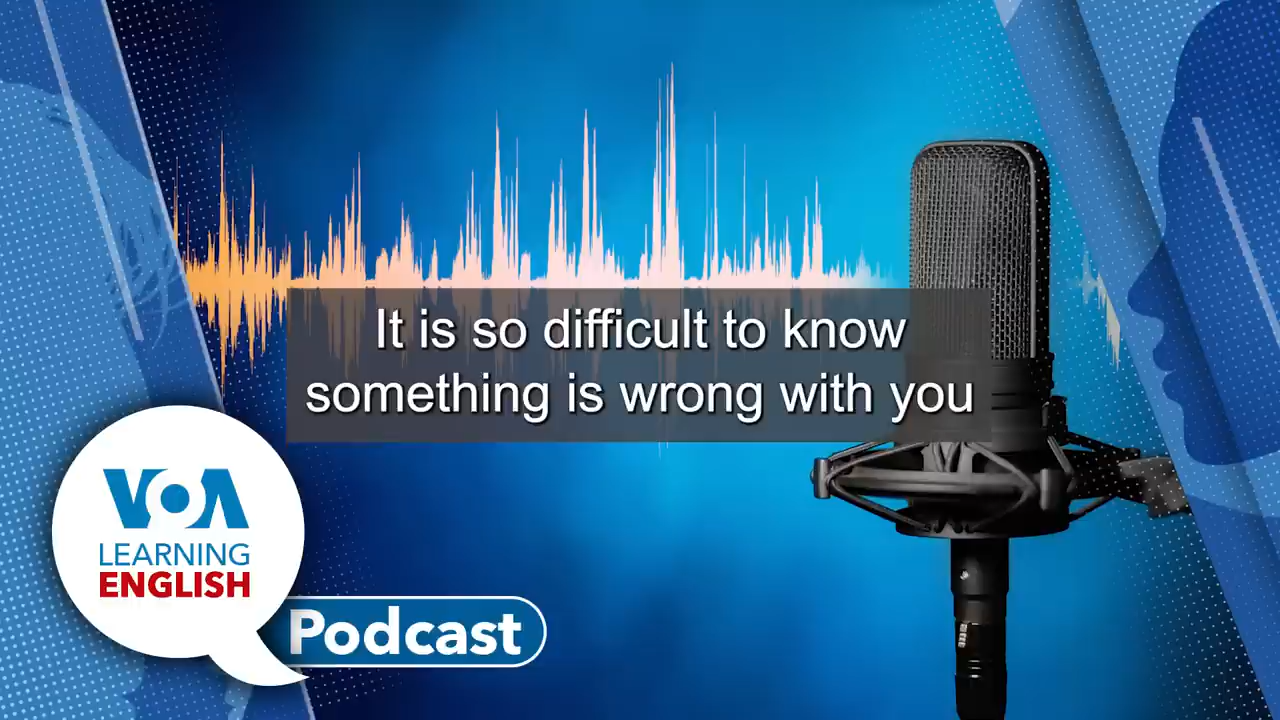 It is so difficult to know
something is wrong with you
VOA
LEARNING
ENGLISH
Podcast